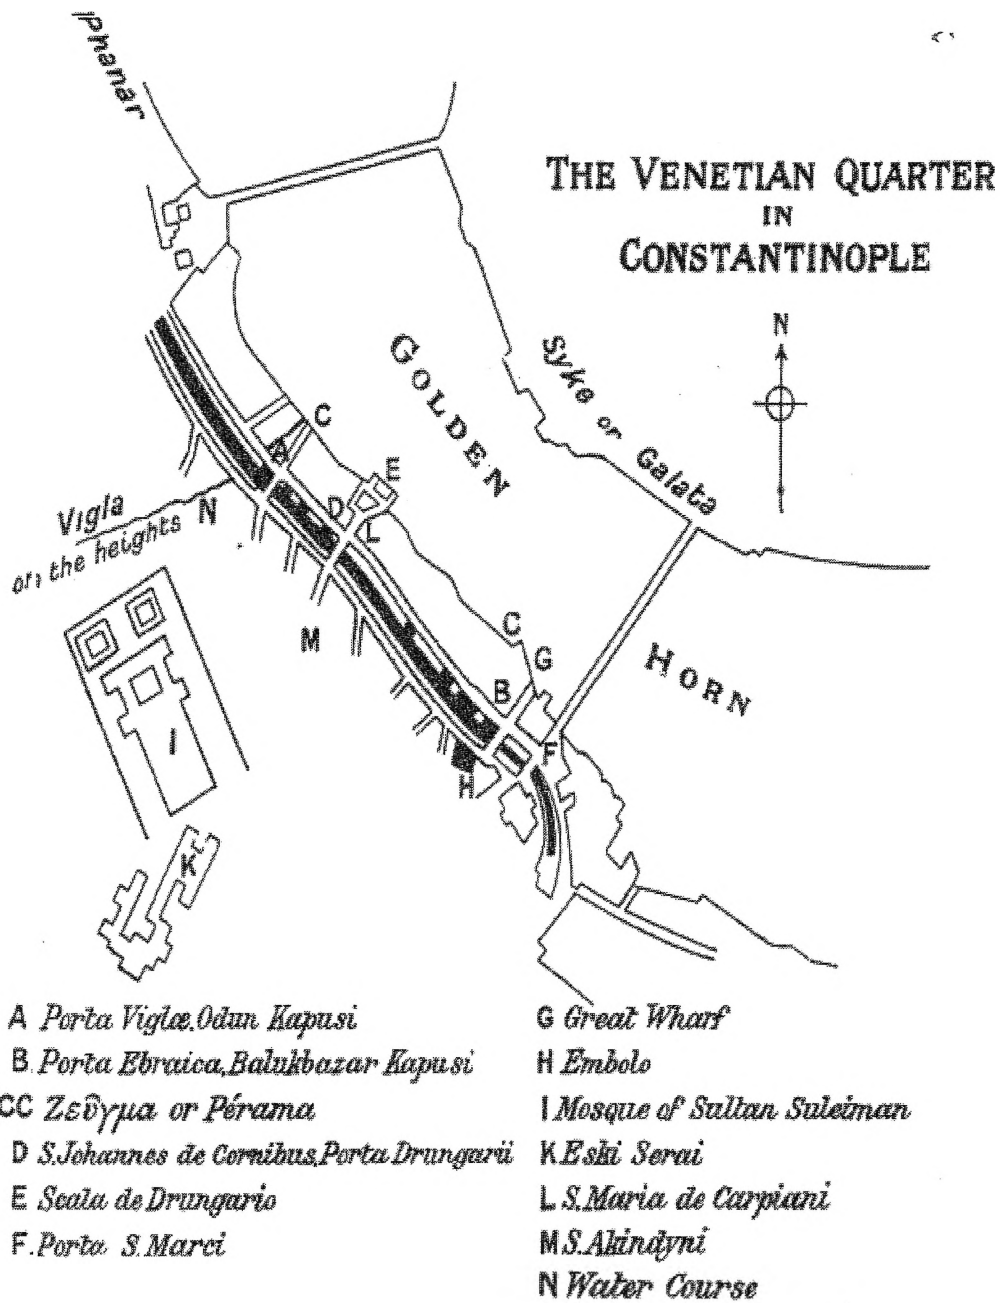 Phanar
THE VENETIAN QUARTER
IN
CONSTANTINOPLE
N
GOLDEN
Syke or Galata
C
A
E
D
L
Vigla
on the heights
N
M
C
G
B
HORN
F
H
I
K
A Porta Viglæ, Odun Kapusi
B. Porta Ebraica, Balukbazar Kapusi
CC Ζεῦγμα or Pérama
D S. Johannes de Cornibus, Porta Drungarii
E Scala de Drungario
F. Porta S. Marci
G Great Wharf
H Embolo
I Mosque of Sultan Suleiman
K Eski Serai
L S. Maria de Carpiani
M S. Akindyni
N Water Course